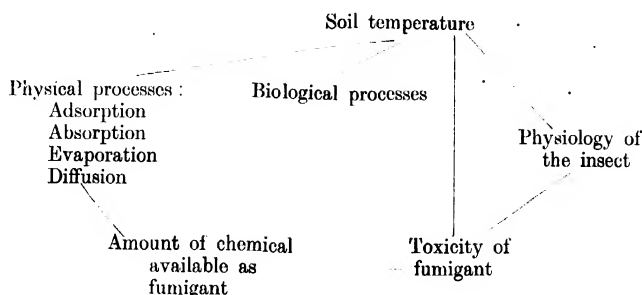 Soil temperature
Physical processes :
Adsorption
Absorption
Evaporation
Diffusion
Biological processes
Physiology of
the insect
Amount of chemical
available as
fumigant
Toxicity of
fumigant